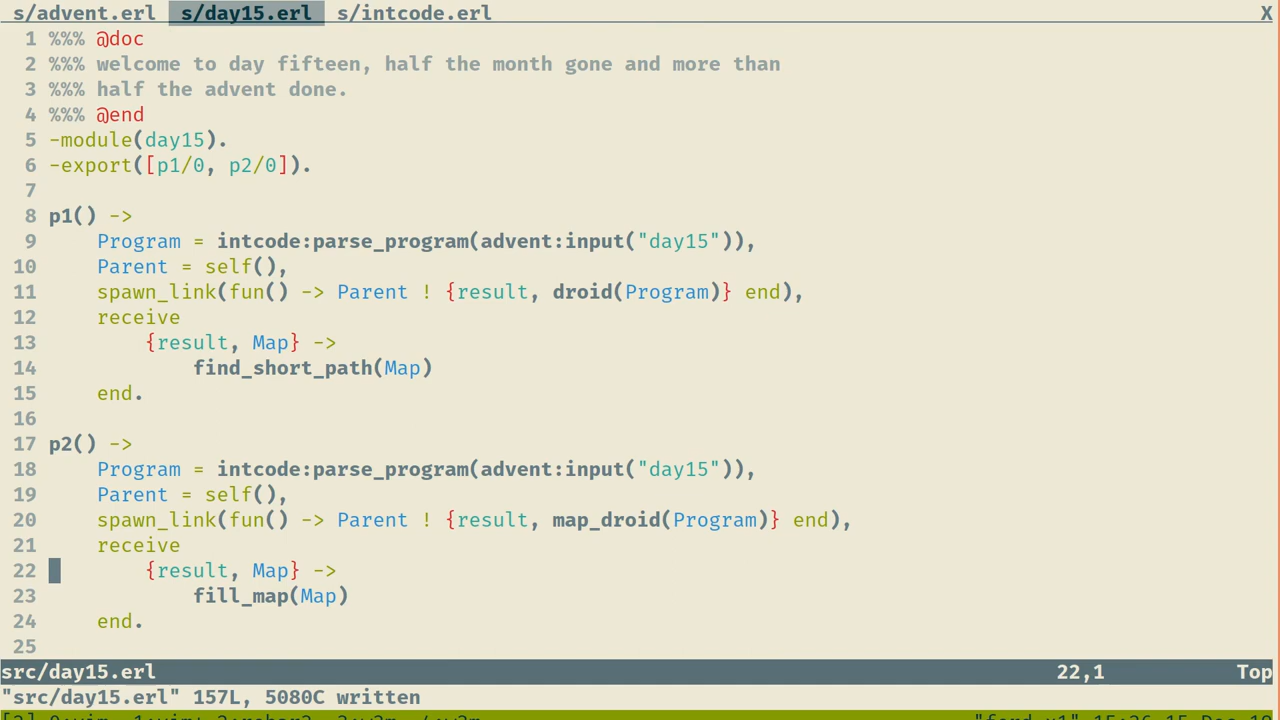 s/advent.erl s/day15.erl s/intcode.erl X
1 %%% @doc
2 %%% welcome to day fifteen, half the month gone and more than
3 %%% half the advent done.
4 %%% @end
5 -module(day15).
6 -export([p1/0, p2/0]).
7
8 p1() ->
9     Program = intcode:parse_program(advent:input("day15")),
10     Parent = self(),
11     spawn_link(fun() -> Parent ! {result, droid(Program)} end),
12     receive
13         {result, Map} ->
14             find_short_path(Map)
15     end.
16
17 p2() ->
18     Program = intcode:parse_program(advent:input("day15")),
19     Parent = self(),
20     spawn_link(fun() -> Parent ! {result, map_droid(Program)} end),
21     receive
22         {result, Map} ->
23             fill_map(Map)
24     end.
25
src/day15.erl 22,1 Top
"src/day15.erl" 157L, 5080C written